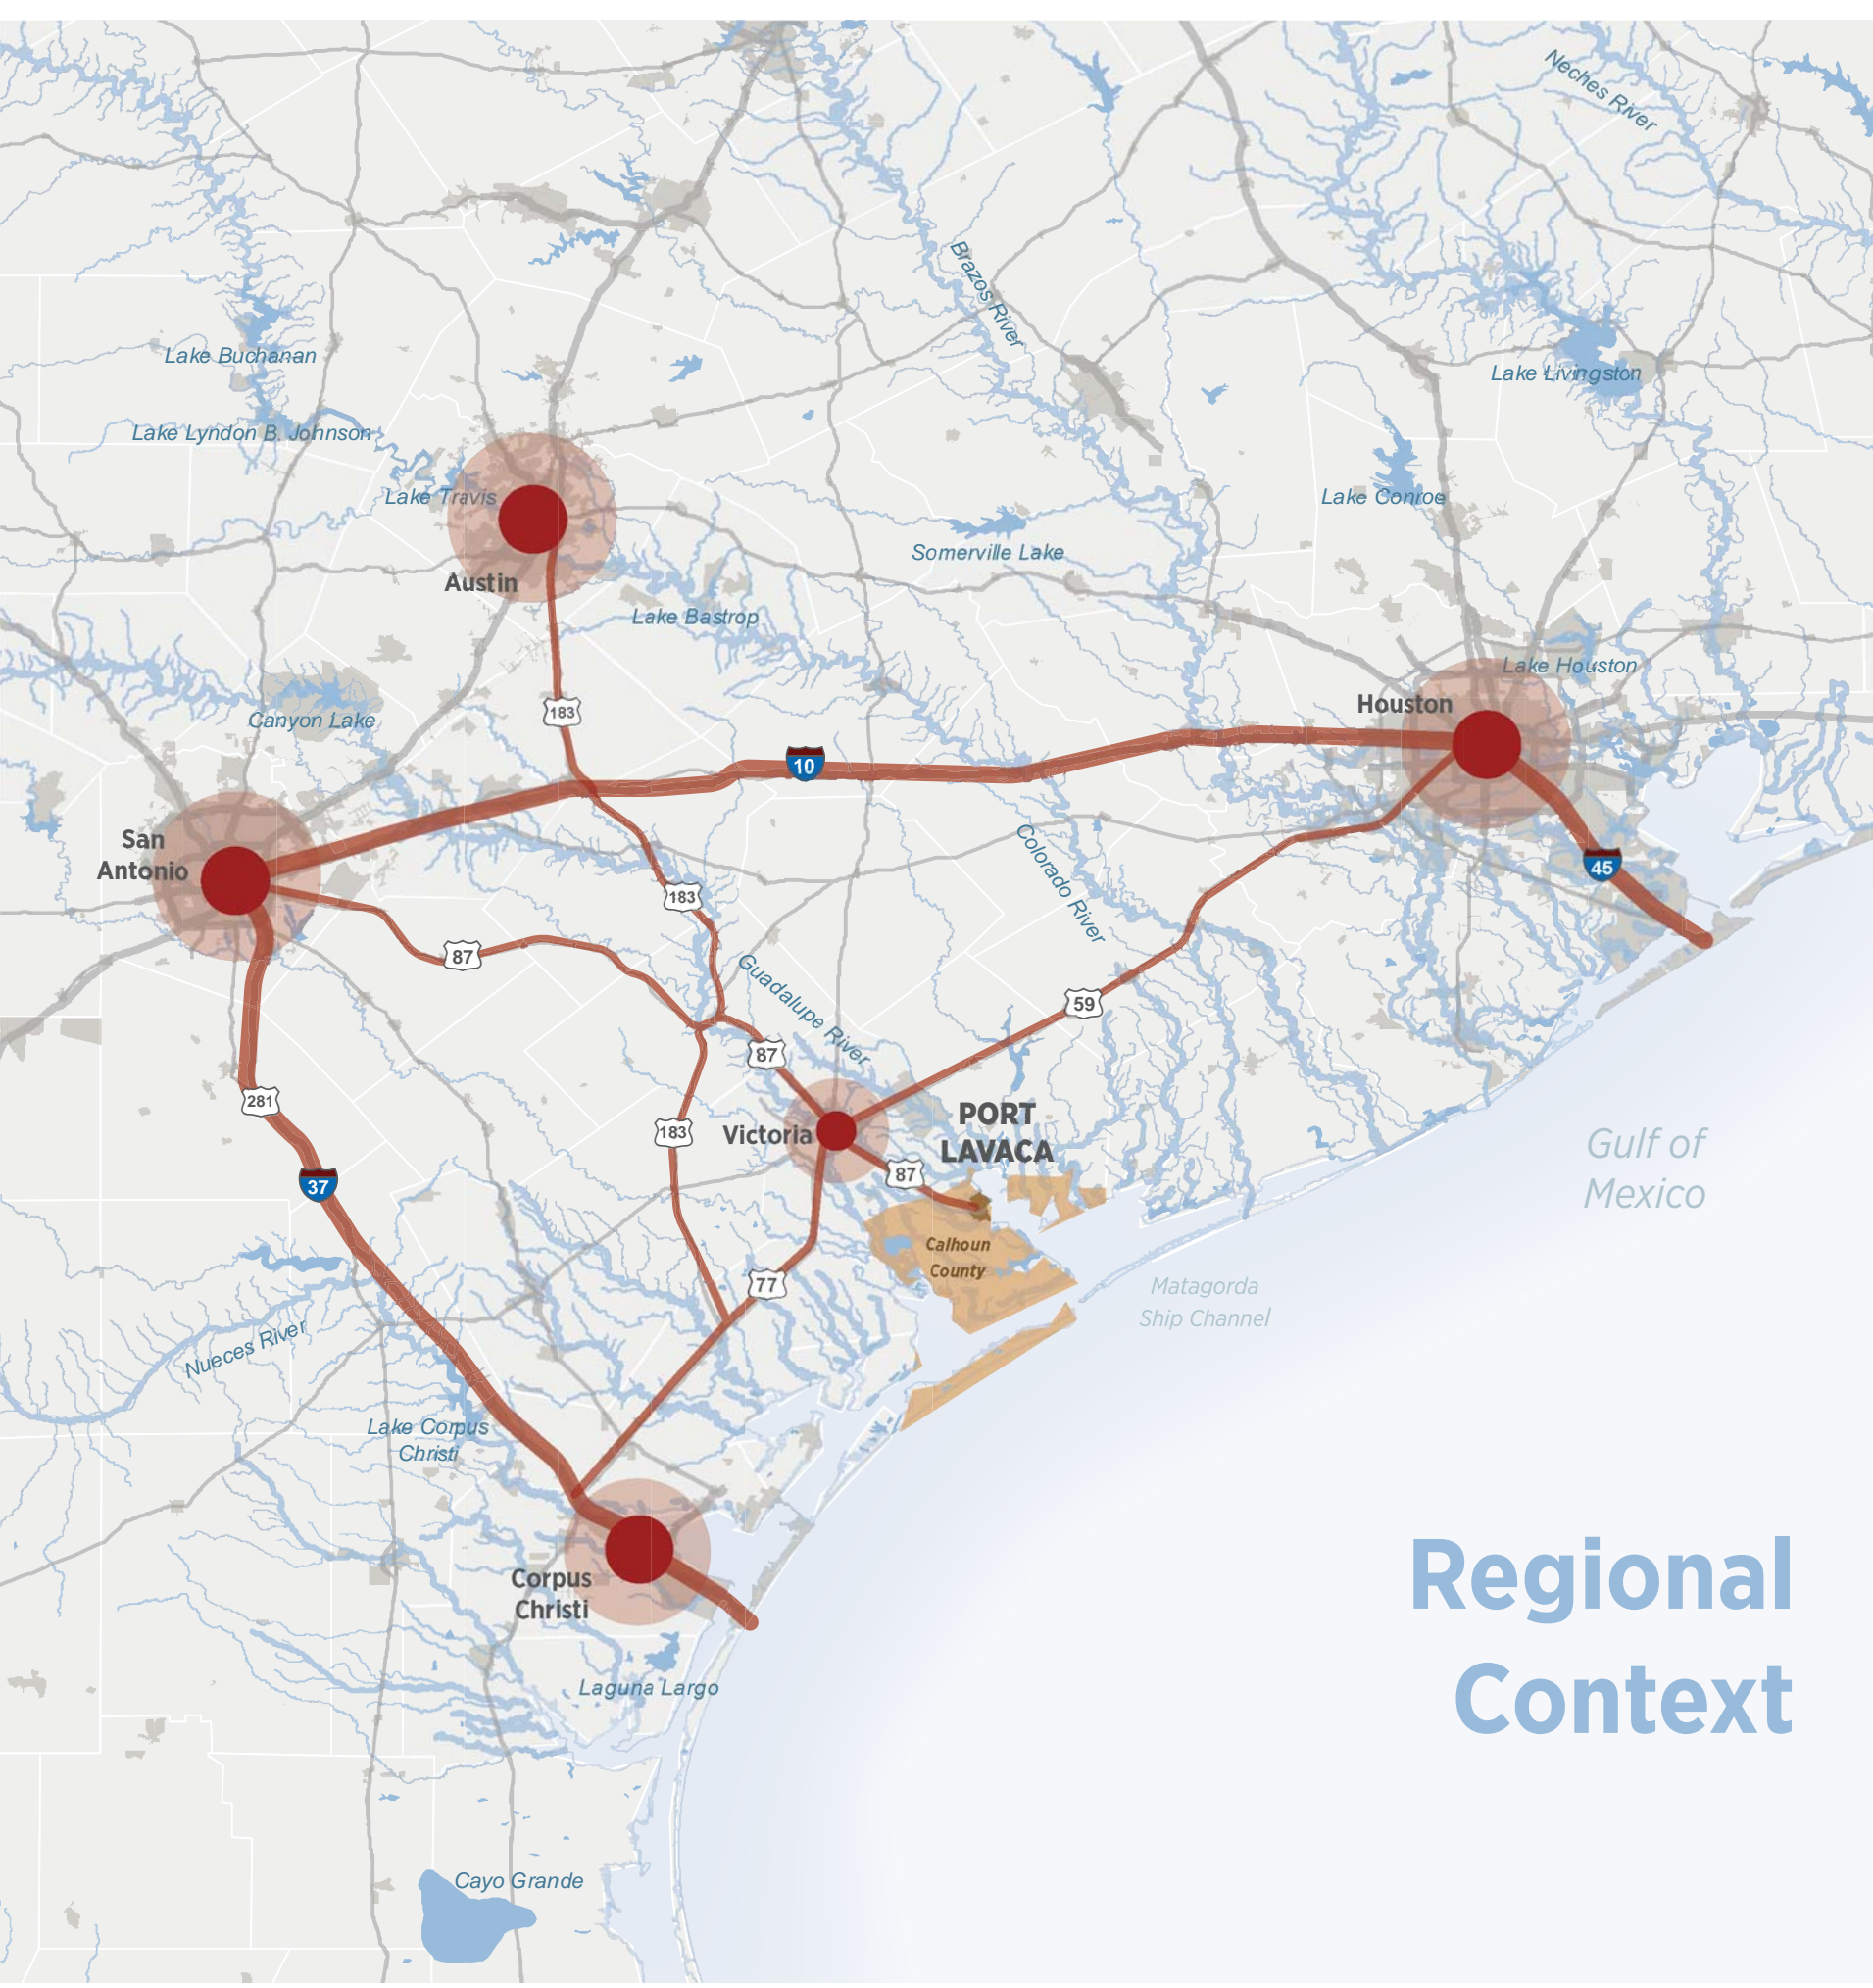 Neches River
Brazos River
Lake Buchanan
Lake Livingston
Lake Lyndon B. Johnson
Lake Travis
Lake Conroe
Somerville Lake
Austin
Lake Bastrop
Lake Houston
Houston
183
Canyon Lake
10
San
Antonio
45
183
Colorado River
87
Guadalupe River
59
87
281
PORT
LAVACA
183
Victoria
87
Gulf of
Mexico
37
Calhoun
County
77
Matagorda
Ship Channel
Nueces River
Lake Corpus
Christi
Corpus
Christi
Regional
Context
Laguna Largo
Cayo Grande